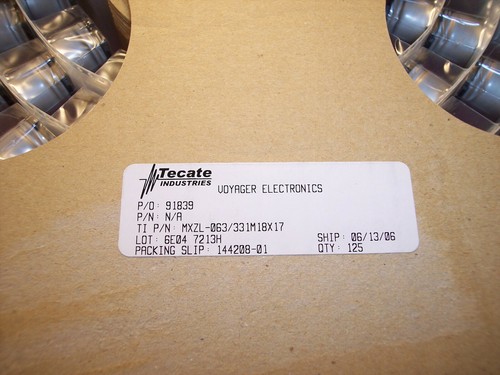 Tecate
INDUSTRIES
VOYAGER ELECTRONICS
P/O: 91839
P/N: N/A
TI P/N: MXZL-063/331M18X17
LOT: 6E04 7213H
SHIP: 06/13/06
PACKING SLIP: 144208-01
QTY: 125